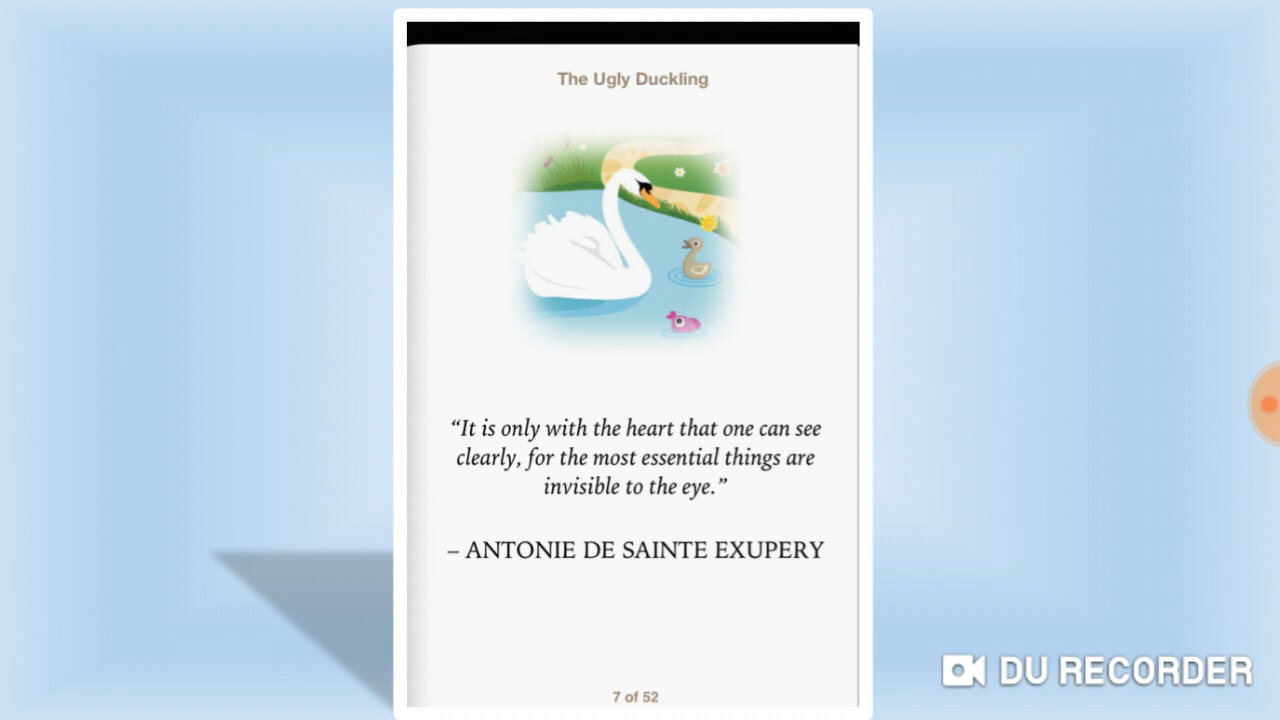 The Ugly Duckling
“It is only with the heart that one can see
clearly, for the most essential things are
invisible to the eye.”
– ANTONIE DE SAINTE EXUPERY
7 of 52
DU RECORDER